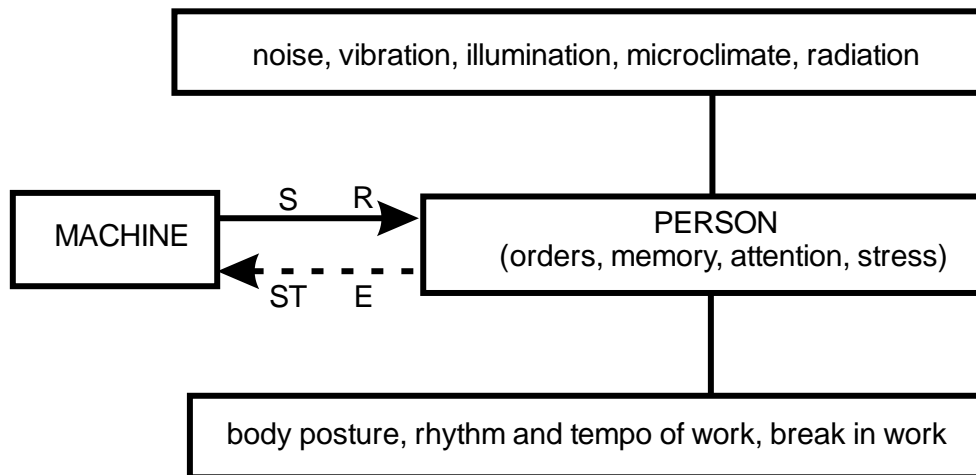 noise, vibration, illumination, microclimate, radiation
S R
MACHINE
PERSON
(orders, memory, attention, stress)
ST E
body posture, rhythm and tempo of work, break in work